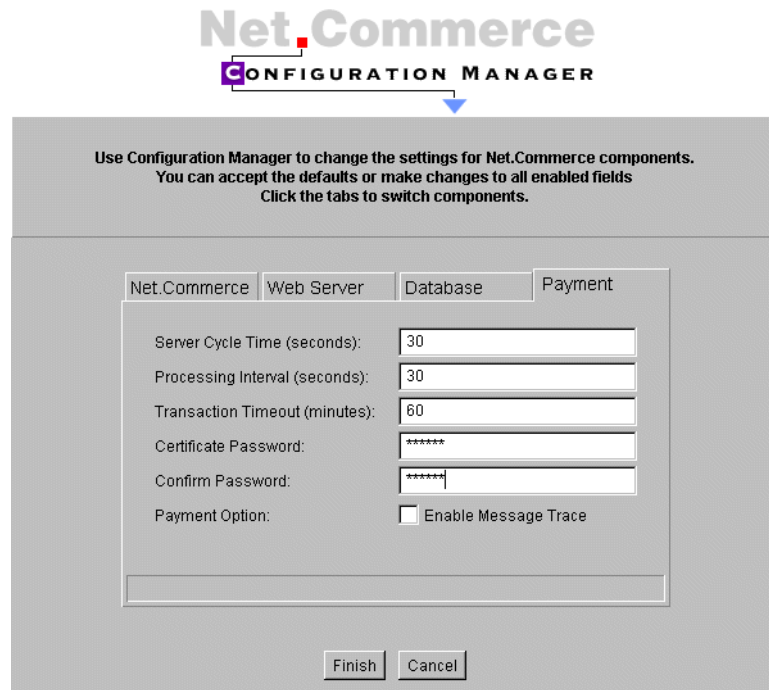 Net.Commerce
CONFIGURATION MANAGER
Use Configuration Manager to change the settings for Net.Commerce components.
You can accept the defaults or make changes to all enabled fields
Click the tabs to switch components.
Net.Commerce Web Server Database Payment
Server Cycle Time (seconds): 30
Processing Interval (seconds): 30
Transaction Timeout (minutes): 60
Certificate Password: ******
Confirm Password: ******
Payment Option: Enable Message Trace
Finish Cancel